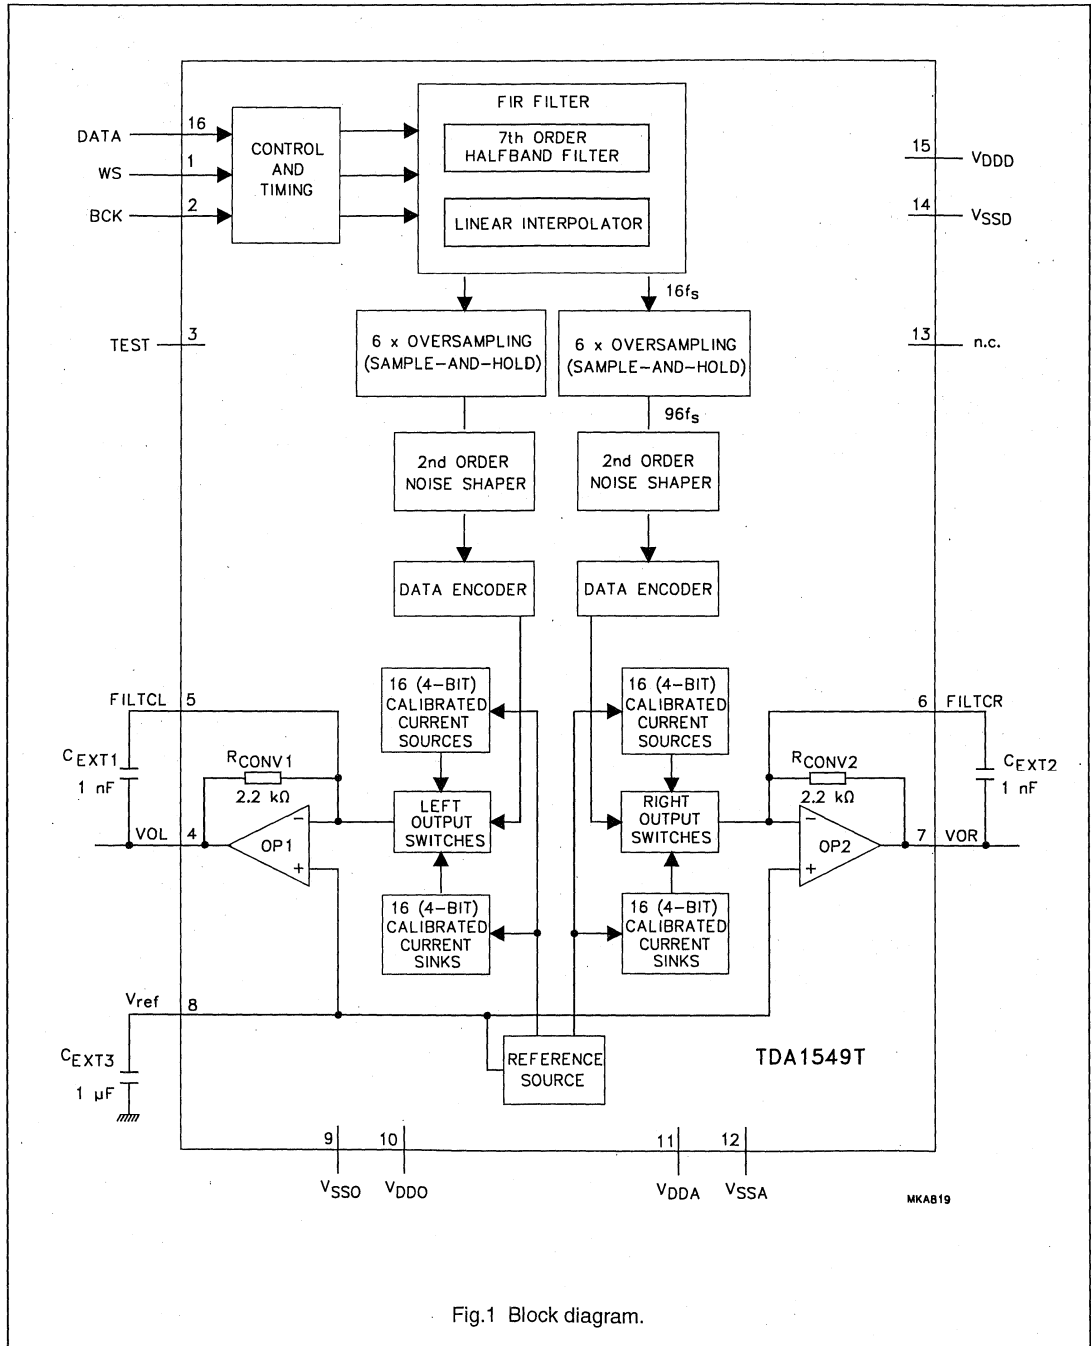 FIR FILTER
7th ORDER
HALFBAND FILTER
LINEAR INTERPOLATOR
DATA
16
WS
1
BCK
2
CONTROL
AND
TIMING
15
VDDD
14
VSSD
16fs
TEST
3
6 x OVERSAMPLING
(SAMPLE-AND-HOLD)
6 x OVERSAMPLING
(SAMPLE-AND-HOLD)
13
n.c.
96fs
2nd ORDER
NOISE SHAPER
2nd ORDER
NOISE SHAPER
DATA ENCODER
DATA ENCODER
FILTCL
5
16 (4-BIT)
CALIBRATED
CURRENT
SOURCES
16 (4-BIT)
CALIBRATED
CURRENT
SOURCES
6
FILTCR
CEXT1
1 nF
RCONV1
2.2 kΩ
RCONV2
2.2 kΩ
CEXT2
1 nF
VOL
4
OP1
−
+
LEFT
OUTPUT
SWITCHES
RIGHT
OUTPUT
SWITCHES
−
+
OP2
7
VOR
16 (4-BIT)
CALIBRATED
CURRENT
SINKS
16 (4-BIT)
CALIBRATED
CURRENT
SINKS
Vref
8
CEXT3
1 µF
REFERENCE
SOURCE
TDA1549T
9
10
11
12
VSSO
VDDO
VDDA
VSSA
MKA819
Fig.1 Block diagram.